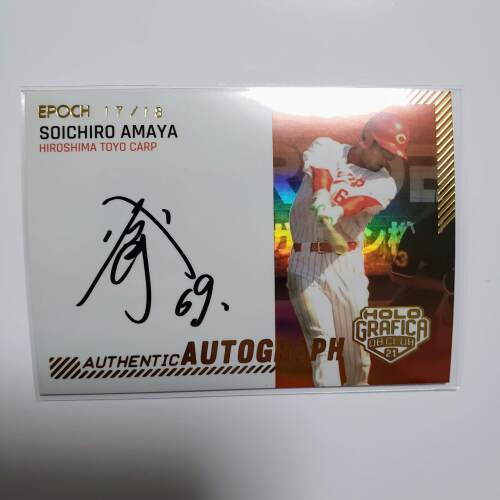 EPOCH 17/18
SOICHIRO AMAYA
HIROSHIMA TOYO CARP
69.
AUTHENTIC AUTOGRAPH
HOLO
GRAFICA
OB CLUB
21